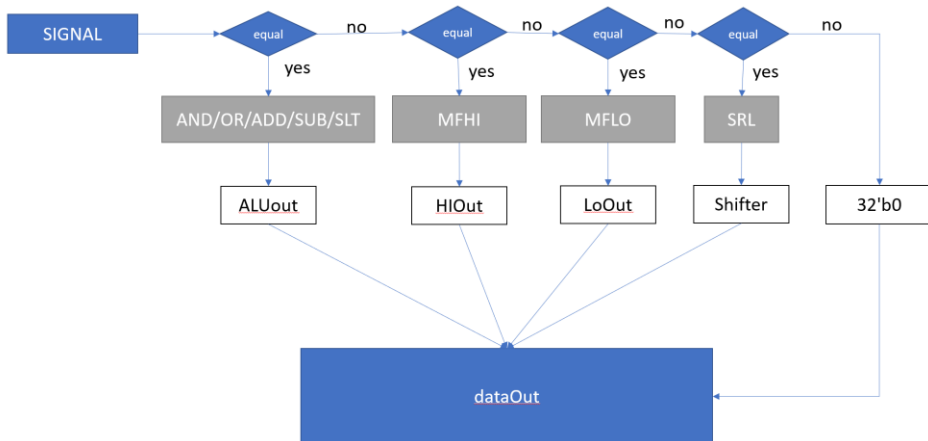 SIGNAL
equal
no
equal
no
equal
no
equal
no
yes
yes
yes
yes
AND/OR/ADD/SUB/SLT
MFHI
MFLO
SRL
ALUout
HIOut
LoOut
Shifter
32'b0
dataOut